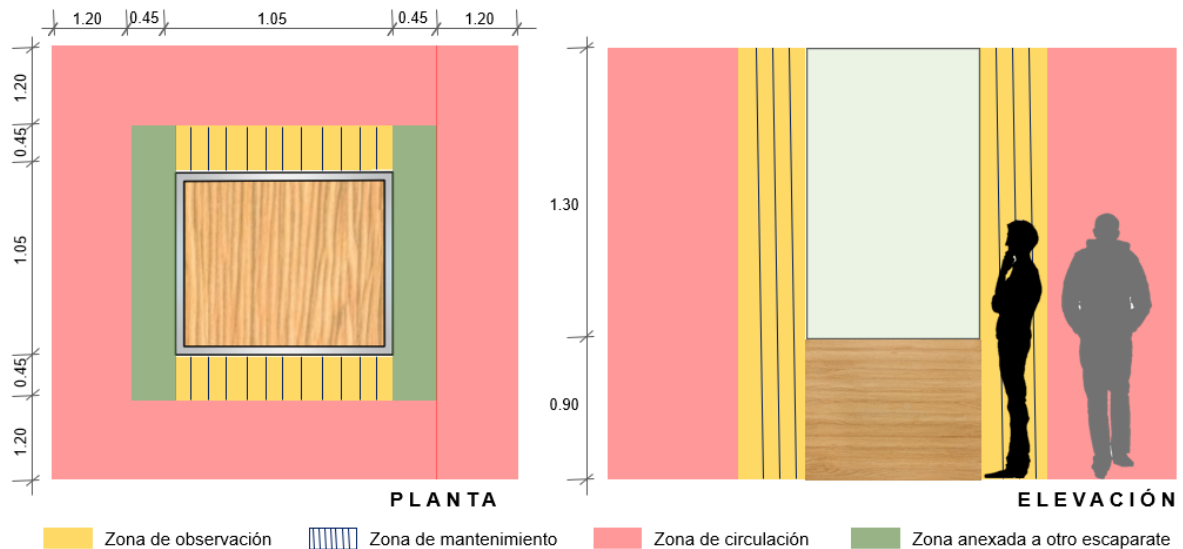 1.20 0.45 1.05 0.45 1.20
1.20
0.45
1.05
0.45
1.20
PLANTA
1.30
0.90
ELEVACIÓN
Zona de observación Zona de mantenimiento Zona de circulación Zona anexada a otro escaparate